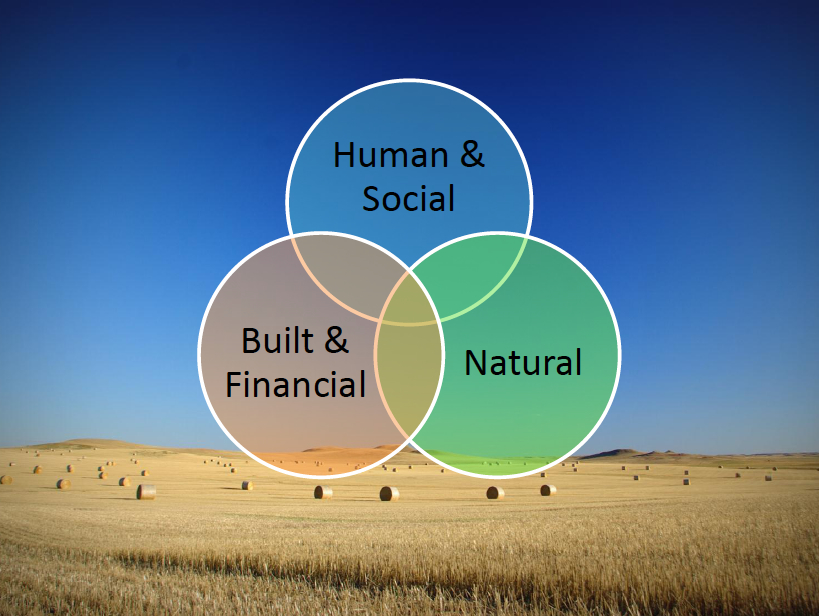 Human &
Social
Built &
Financial
Natural